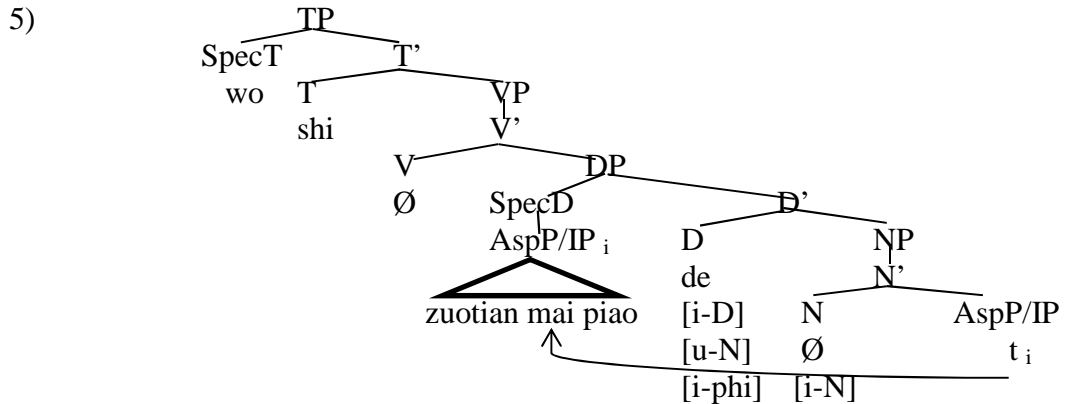 5) TP
SpecT T’
wo T VP
shi V’
V DP
Ø SpecD D’
AspP/IP i D NP
de N’
zuotian mai piao [i-D] N AspP/IP
[u-N] Ø t i
[i-phi] [i-N]